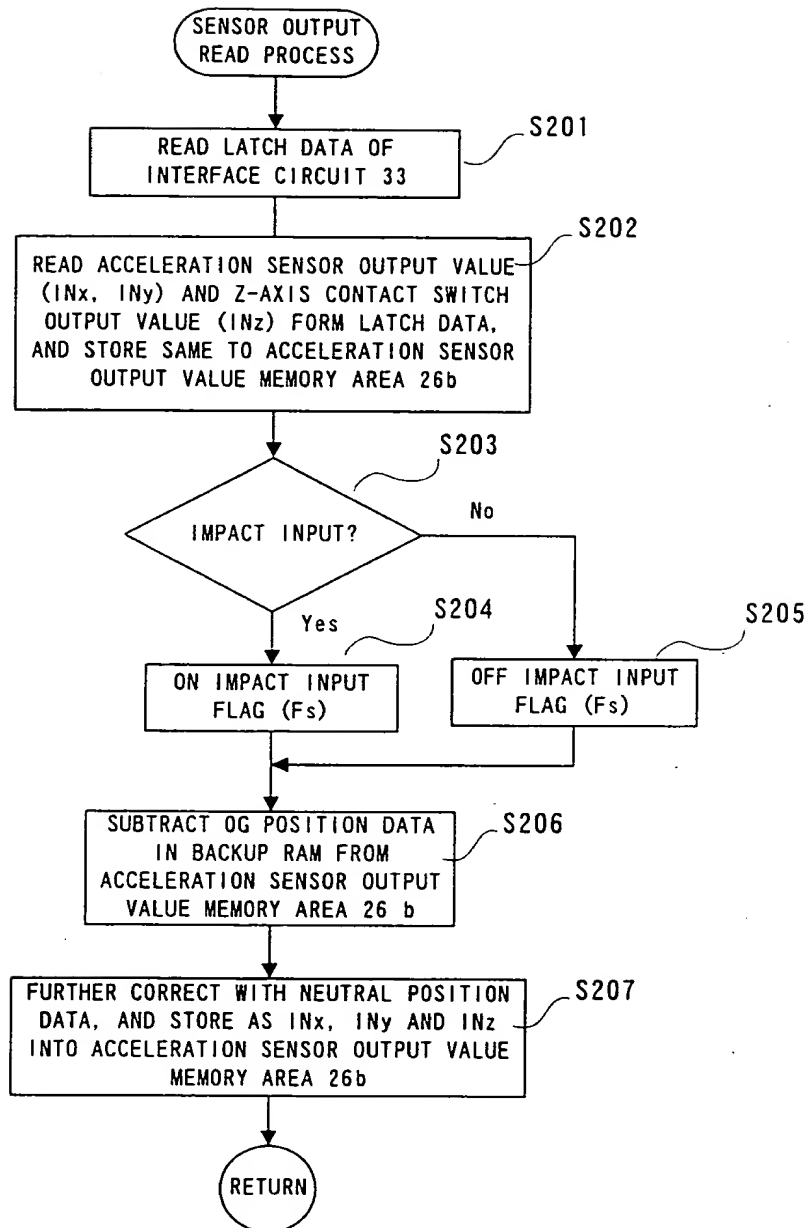 SENSOR OUTPUT
READ PROCESS
S201
READ LATCH DATA OF
INTERFACE CIRCUIT 33
S202
READ ACCELERATION SENSOR OUTPUT VALUE
(INx, INy) AND Z-AXIS CONTACT SWITCH
OUTPUT VALUE (INz) FORM LATCH DATA,
AND STORE SAME TO ACCELERATION SENSOR
OUTPUT VALUE MEMORY AREA 26b
S203
IMPACT INPUT?
No
Yes
S204
ON IMPACT INPUT
FLAG (Fs)
S205
OFF IMPACT INPUT
FLAG (Fs)
S206
SUBTRACT 0G POSITION DATA
IN BACKUP RAM FROM
ACCELERATION SENSOR OUTPUT
VALUE MEMORY AREA 26 b
S207
FURTHER CORRECT WITH NEUTRAL POSITION
DATA, AND STORE AS INx, INy AND INz
INTO ACCELERATION SENSOR OUTPUT VALUE
MEMORY AREA 26b
RETURN